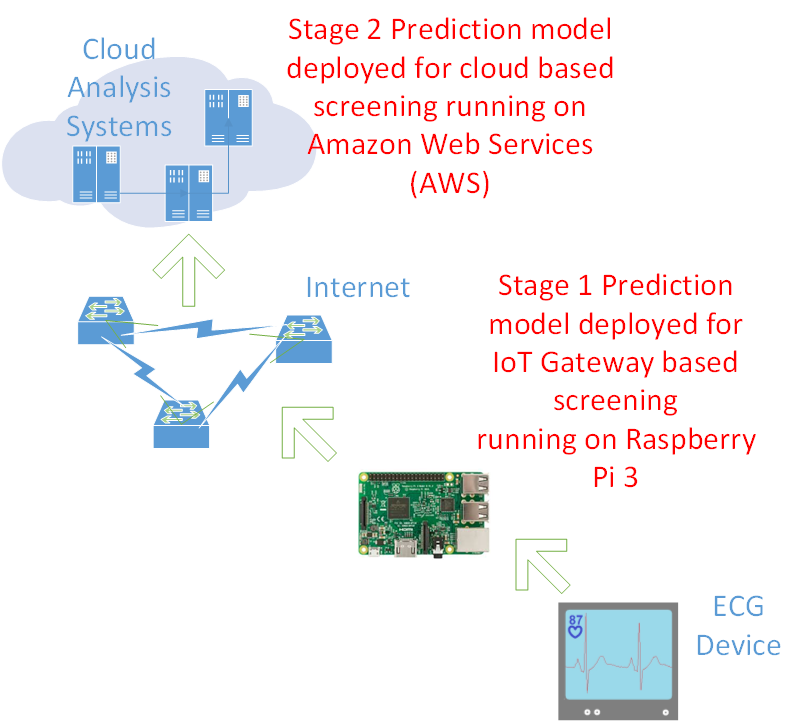 Cloud
Analysis
Systems
Stage 2 Prediction model
deployed for cloud based
screening running on
Amazon Web Services
(AWS)
Internet
Stage 1 Prediction
model deployed for
IoT Gateway based
screening
running on Raspberry
Pi 3
87
ECG
Device